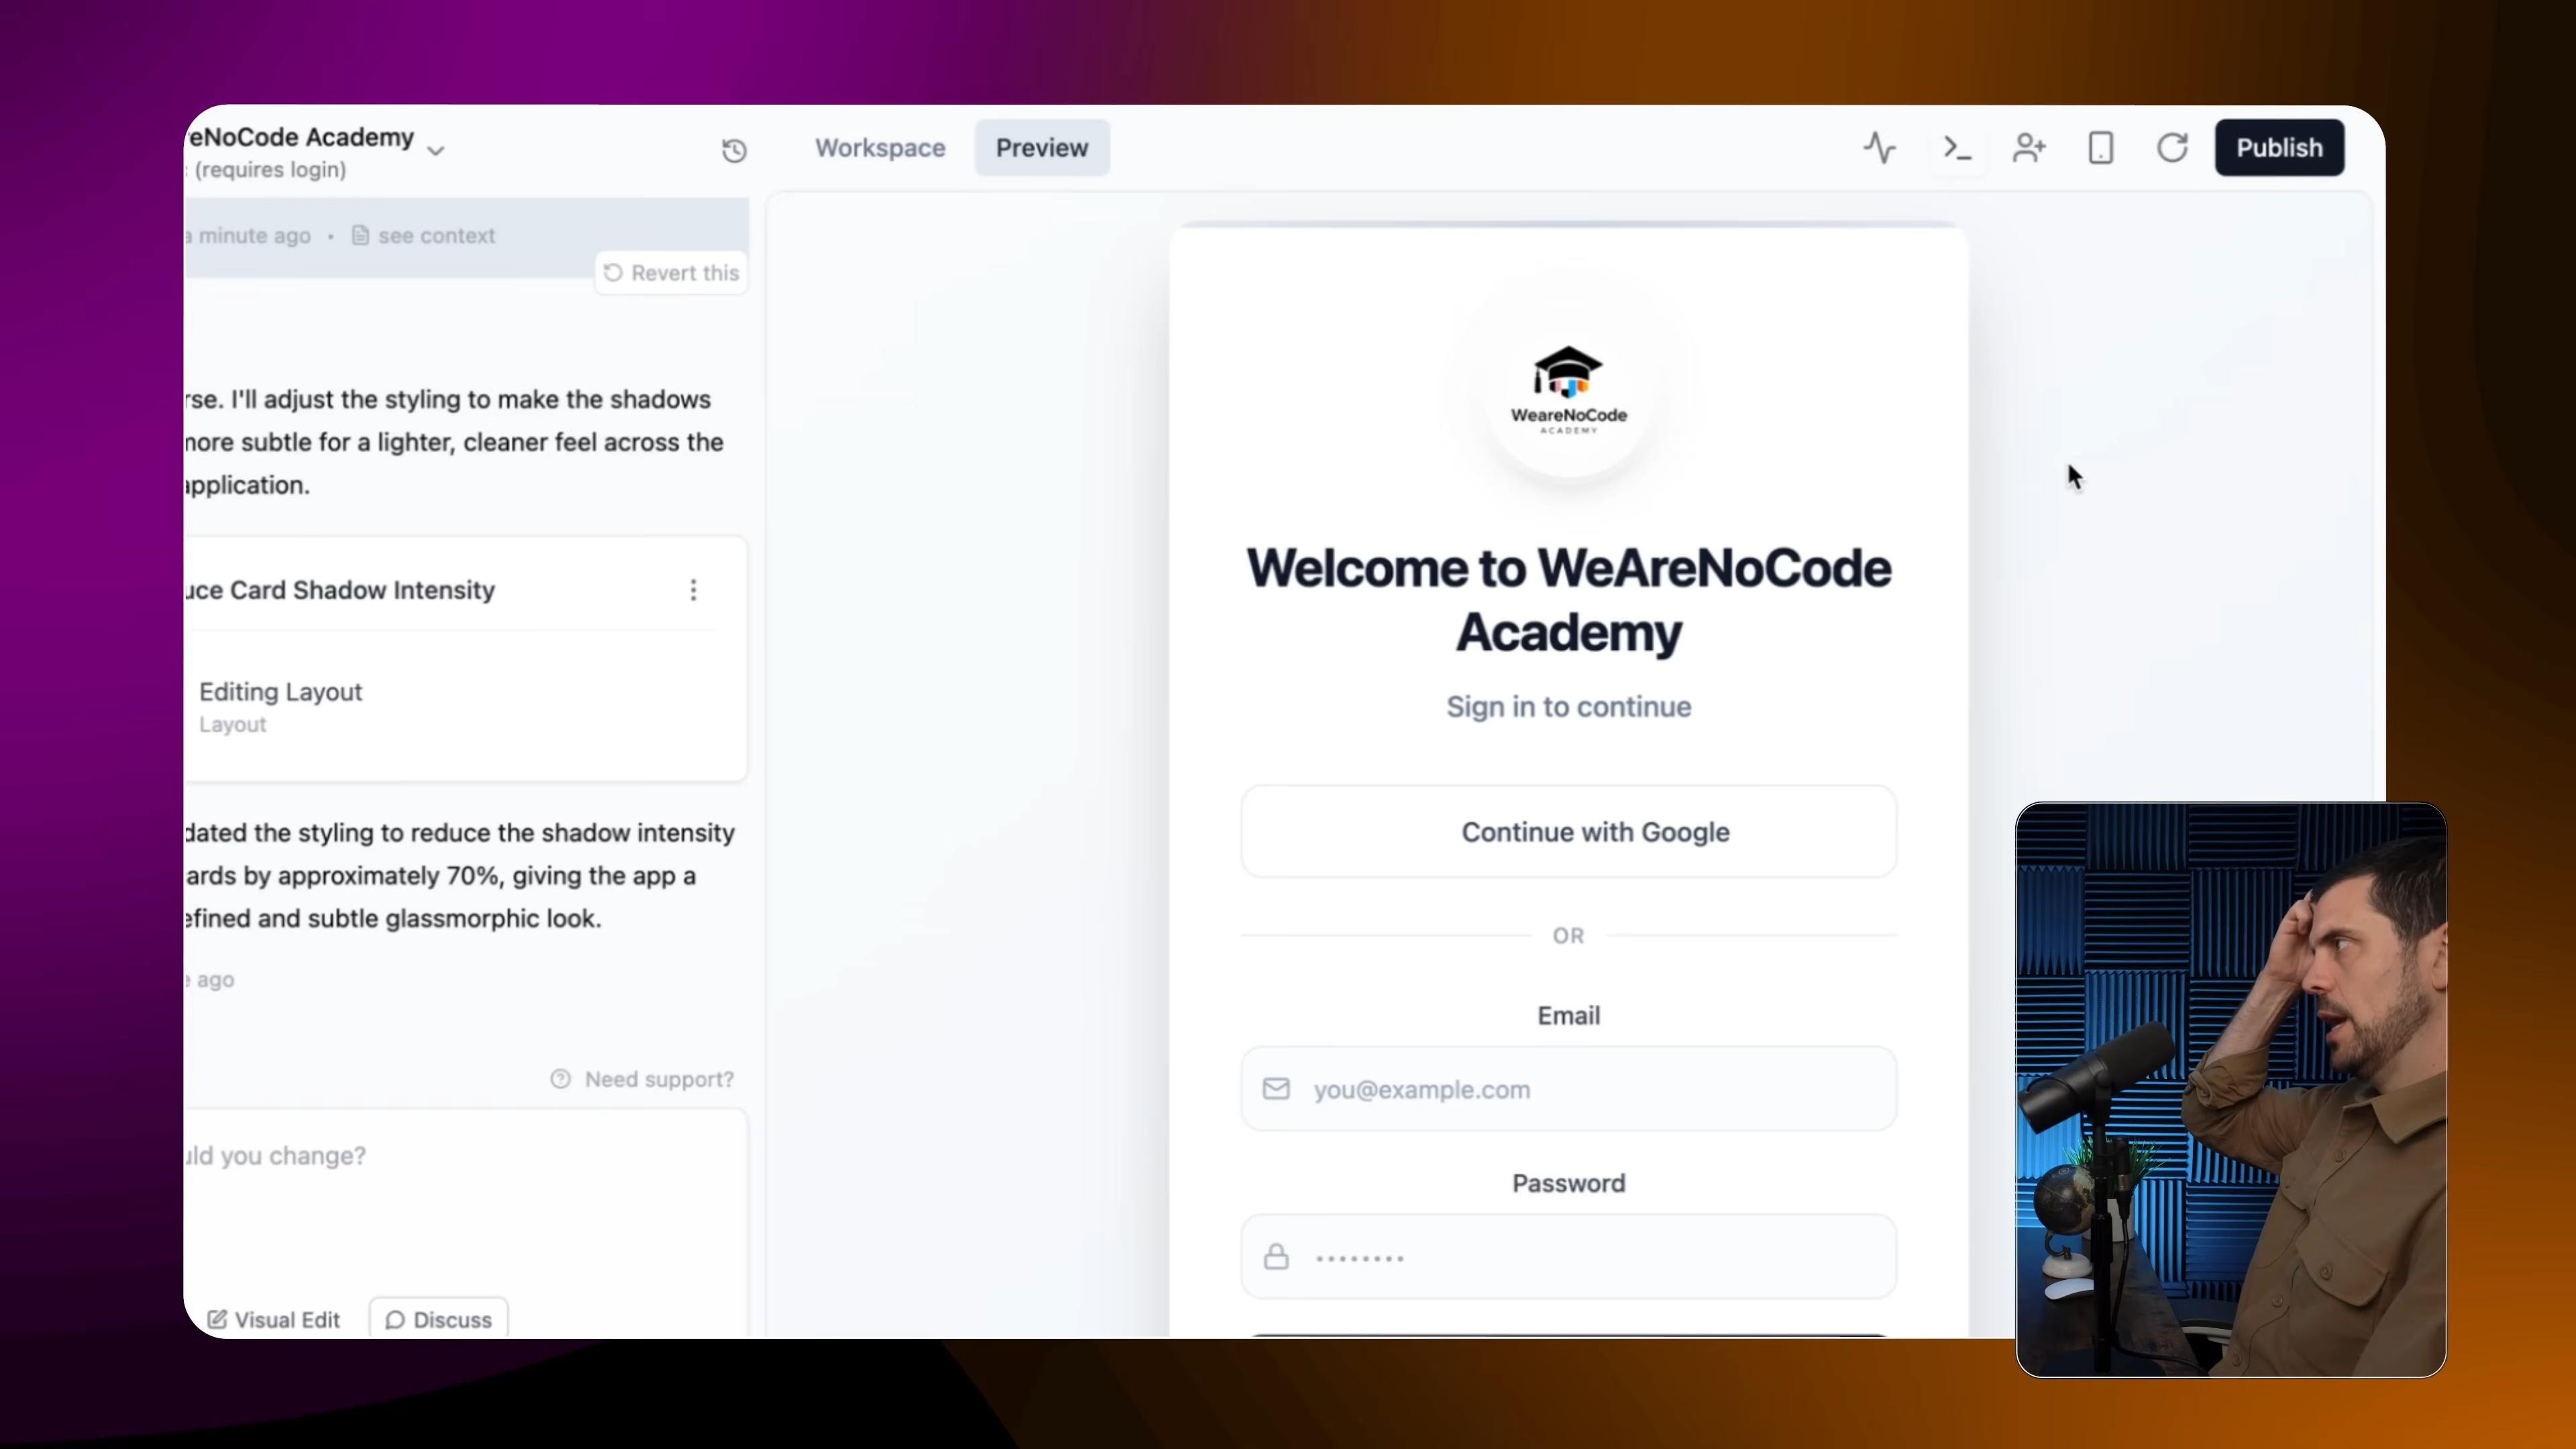 eNoCode Academy
(requires login)
Workspace
Preview
Publish
a minute ago • see context
Revert this
rse. I'll adjust the styling to make the shadows
more subtle for a lighter, cleaner feel across the
application.
uce Card Shadow Intensity
Editing Layout
Layout
dated the styling to reduce the shadow intensity
ards by approximately 70%, giving the app a
efined and subtle glassmorphic look.
e ago
Need support?
uld you change?
Visual Edit
Discuss
WeareNoCode
ACADEMY
Welcome to WeAreNoCode
Academy
Sign in to continue
Continue with Google
OR
Email
you@example.com
Password